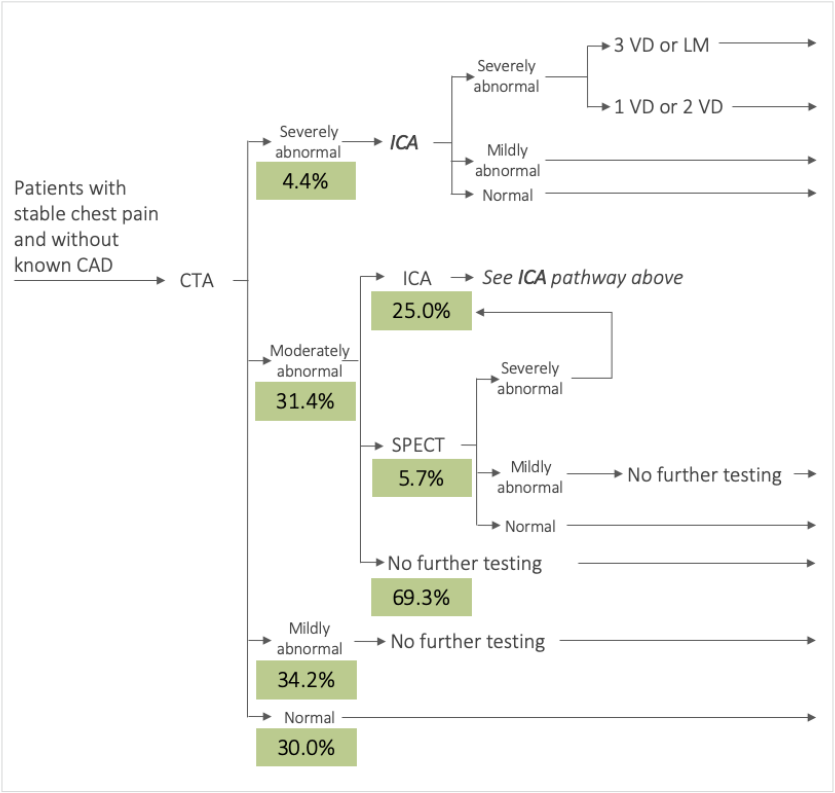 3 VD or LM
Severely
abnormal
1 VD or 2 VD
Severely
abnormal
ICA
4.4%
Mildly
abnormal
Normal
Patients with
stable chest pain
and without
known CAD
CTA
ICA
See ICA pathway above
25.0%
Moderately
abnormal
31.4%
Severely
abnormal
SPECT
5.7%
Mildly
abnormal
No further testing
Normal
No further testing
69.3%
Mildly
abnormal
No further testing
34.2%
Normal
30.0%